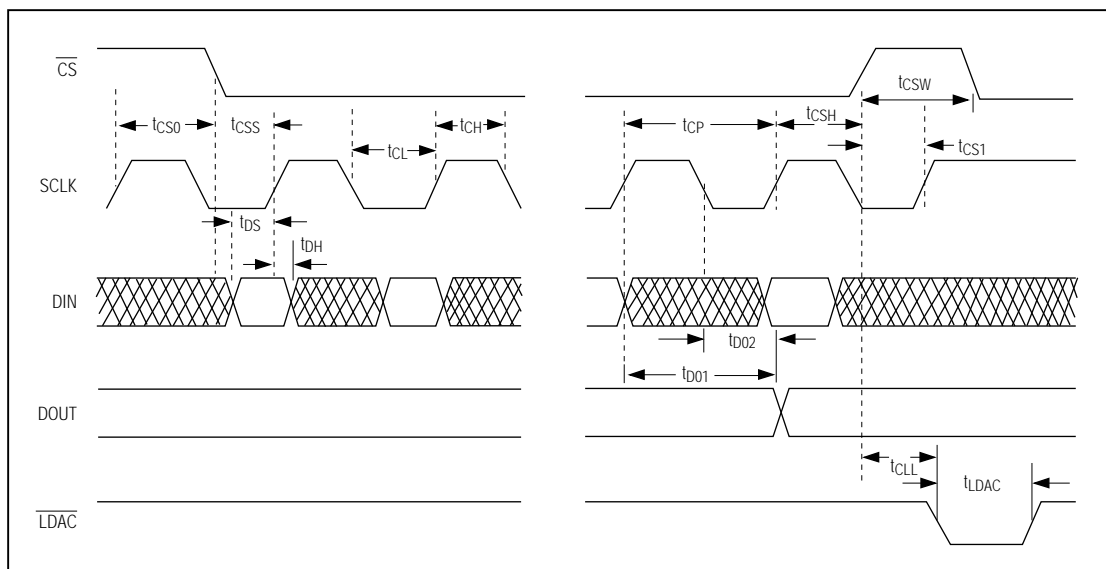 CS
tCSW
tCS0
tCSS
tCH
tCP
tCSH
tCL
tCS1
SCLK
tDS
tDH
DIN
tD02
tD01
DOUT
tCLL
tLDAC
LDAC